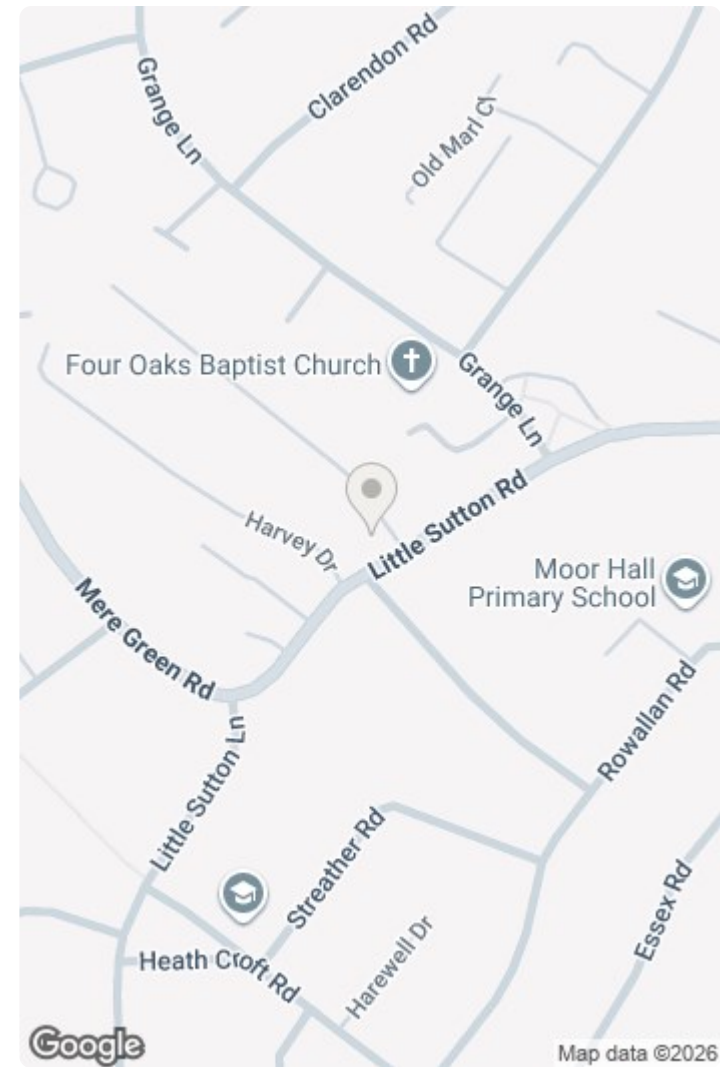 Clarendon Rd
Grange Ln
Old Marl Cl
Four Oaks Baptist Church
Grange Ln
Little Sutton Rd
Harvey Dr
Moor Hall
Primary School
Mere Green Rd
Rowallan Rd
Little Sutton Ln
Streather Rd
Essex Rd
Heath Croft Rd
Harewell Dr
Google
Map data ©2026